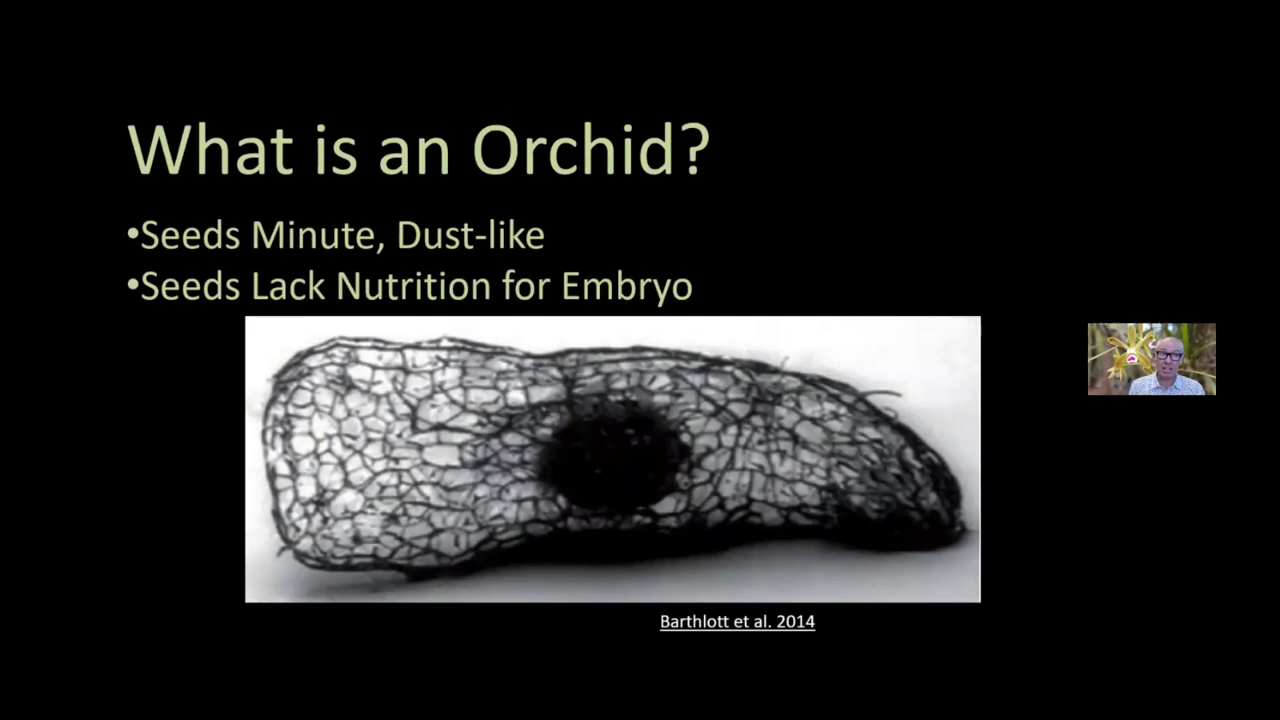 What is an Orchid?
•Seeds Minute, Dust-like
•Seeds Lack Nutrition for Embryo
Barthlott et al. 2014